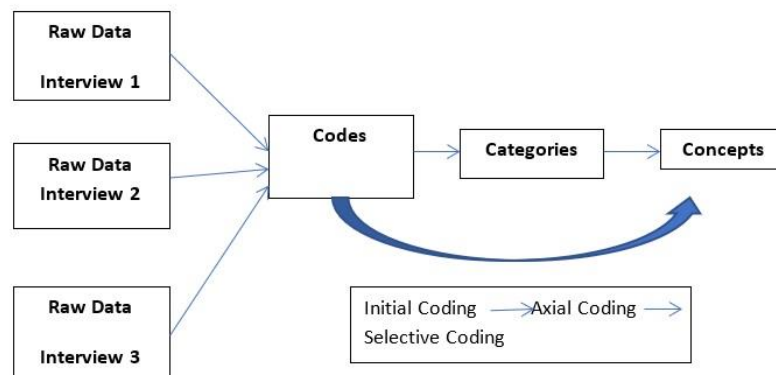 Raw Data
Interview 1
Raw Data
Interview 2
Raw Data
Interview 3
Codes
Categories
Concepts
Initial Coding Axial Coding
Selective Coding